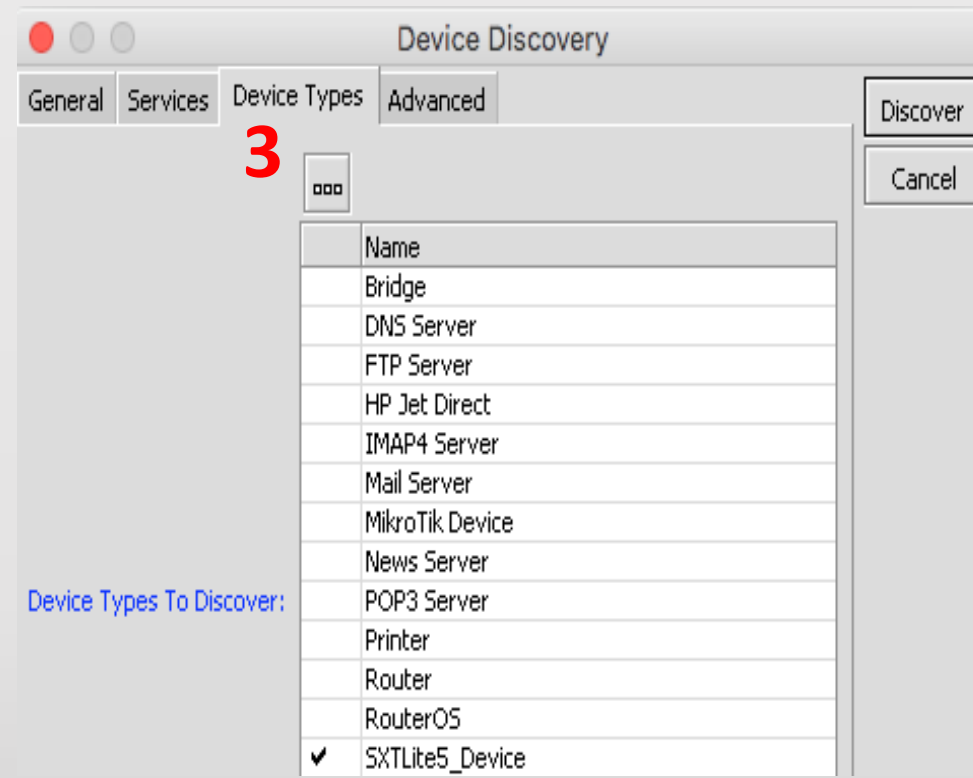 Device Discovery
General Services Device Types Advanced
Discover
3
Cancel
Name
Bridge
DNS Server
FTP Server
HP Jet Direct
IMAP4 Server
Mail Server
MikroTik Device
News Server
Device Types To Discover: POP3 Server
Printer
Router
RouterOS
✔ SXTLite5_Device